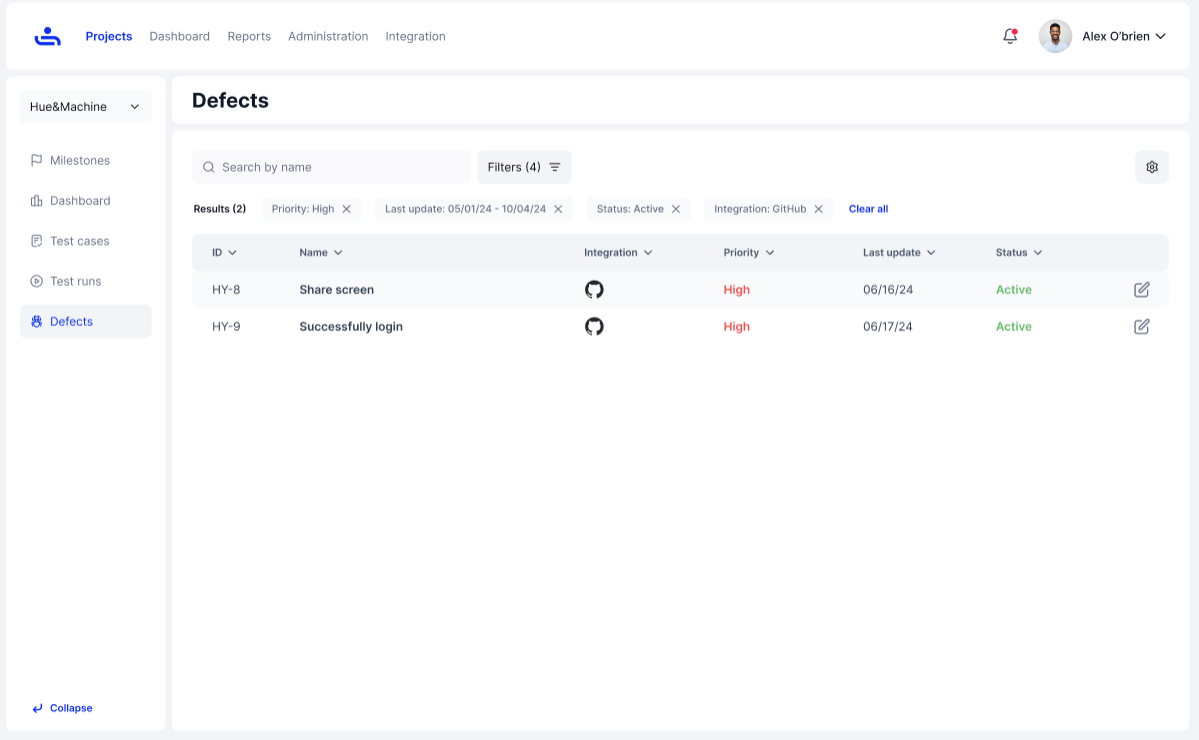 Projects Dashboard Reports Administration Integration Alex O'brien
Hue&Machine
Milestones
Dashboard
Test cases
Test runs
Defects
Collapse
Defects
Search by name Filters (4)
Results (2) Priority: High Last update: 05/01/24 - 10/04/24 Status: Active Integration: GitHub Clear all
ID Name Integration Priority Last update Status
HY-8 Share screen High 06/16/24 Active
HY-9 Successfully login High 06/17/24 Active